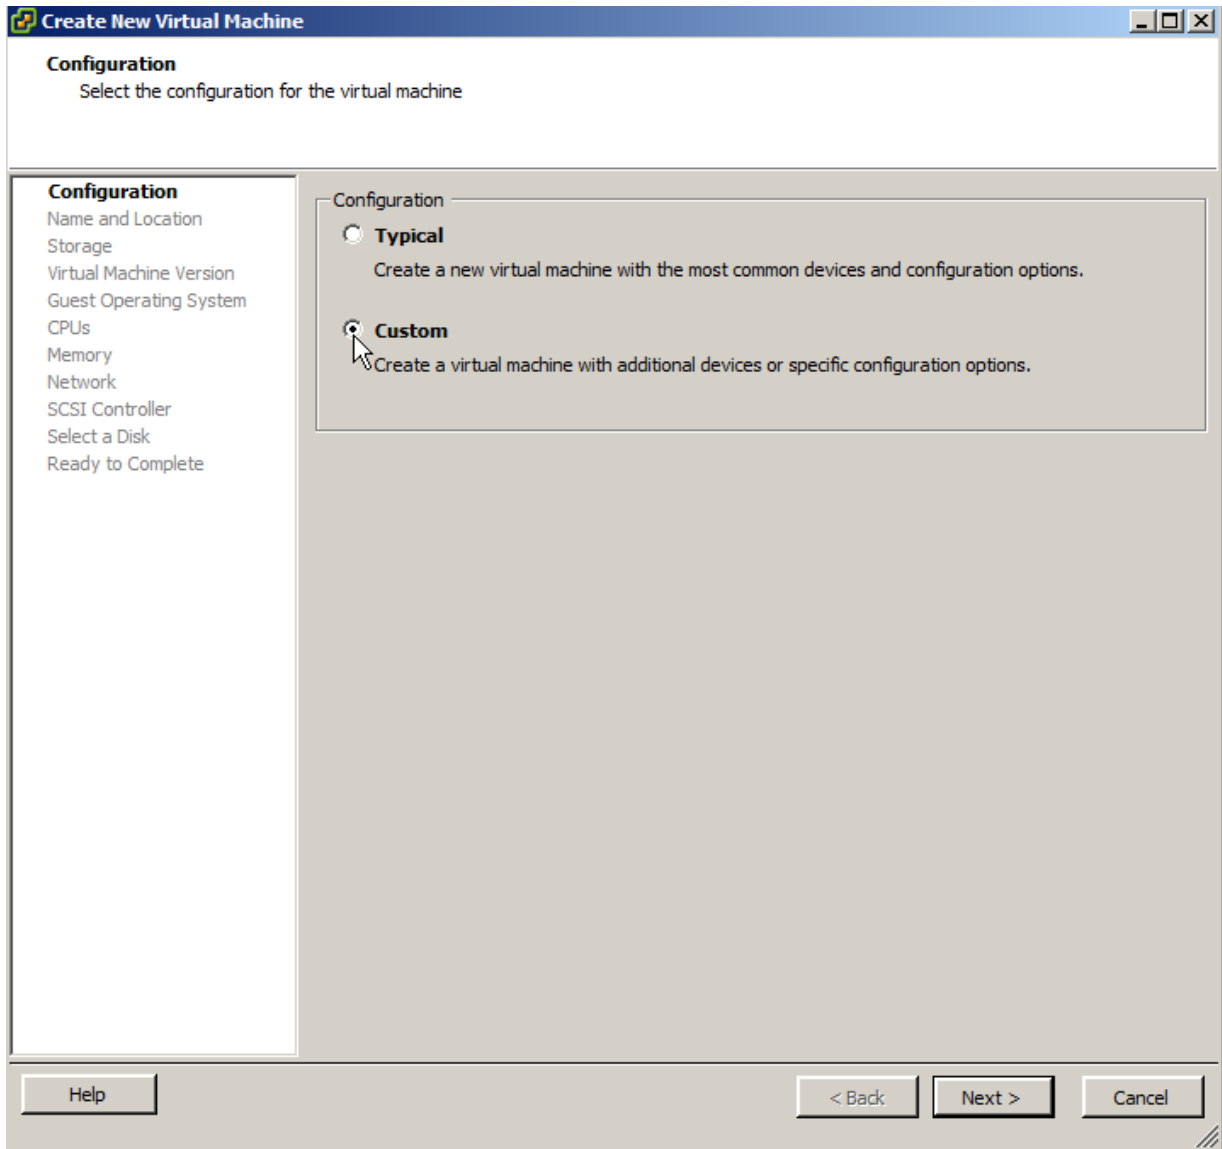 Create New Virtual Machine
Configuration
Select the configuration for the virtual machine
Configuration
Name and Location
Storage
Virtual Machine Version
Guest Operating System
CPUs
Memory
Network
SCSI Controller
Select a Disk
Ready to Complete
Configuration
Typical
Create a new virtual machine with the most common devices and configuration options.
Custom
Create a virtual machine with additional devices or specific configuration options.
Help
< Back
Next >
Cancel